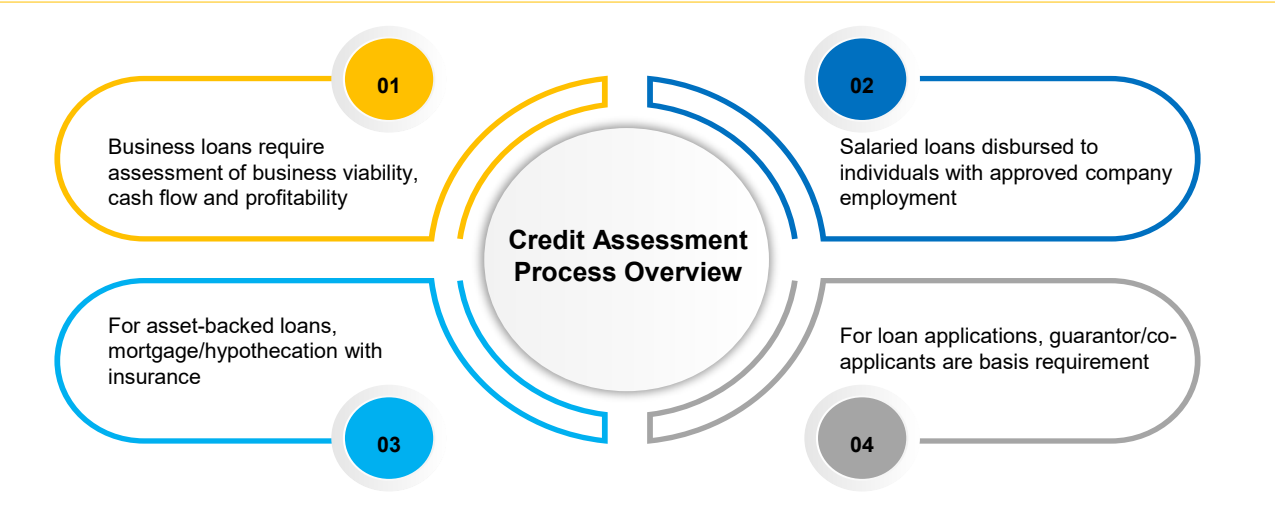 01
Business loans require
assessment of business viability,
cash flow and profitability
02
Salaried loans disbursed to
individuals with approved company
employment
Credit Assessment
Process Overview
For asset-backed loans,
mortgage/hypothecation with
insurance
03
For loan applications, guarantor/co-
applicants are basis requirement
04